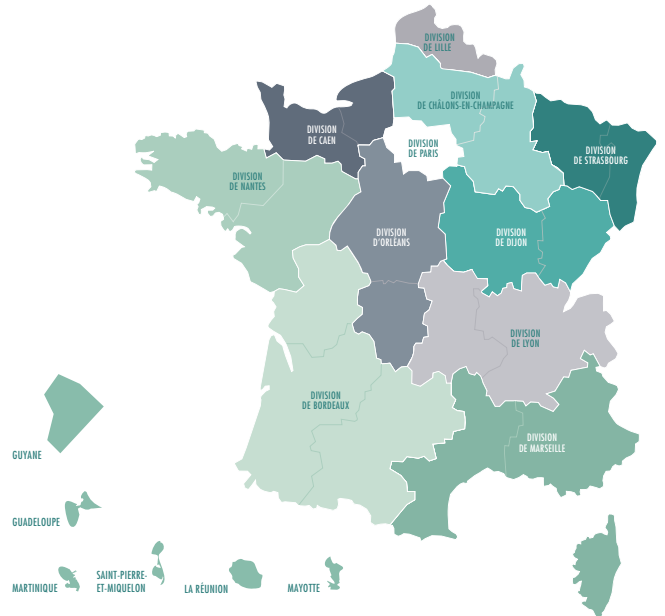 DIVISION
DE LILLE
DIVISION
DE CHÂLONS-EN-CHAMPAGNE
DIVISION
DE CAEN
DIVISION
DE PARIS
DIVISION
DE STRASBOURG
DIVISION
DE NANTES
DIVISION
D'ORLÉANS
DIVISION
DE DIJON
DIVISION
DE LYON
DIVISION
DE BORDEAUX
DIVISION
DE MARSEILLE
GUYANE
GUADELOUPE
MARTINIQUE
SAINT-PIERRE-
ET-MIQUELON
LA RÉUNION
MAYOTTE